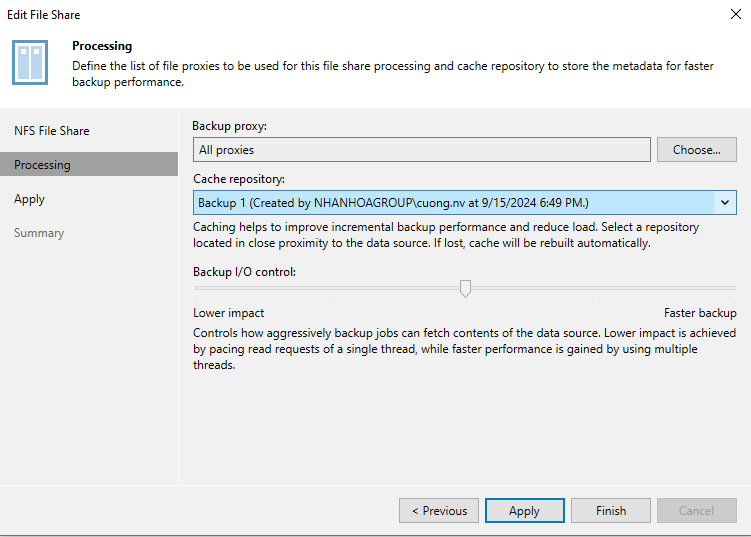 Edit File Share
Processing
Define the list of file proxies to be used for this file share processing and cache repository to store the metadata for faster
backup performance.
NFS File Share
Processing
Apply
Summary
Backup proxy:
All proxies
Choose...
Cache repository:
Backup 1 (Created by NHANHOAGROUP\cuong.nv at 9/15/2024 6:49 PM.)
Caching helps to improve incremental backup performance and reduce load. Select a repository
located in close proximity to the data source. If lost, cache will be rebuilt automatically.
Backup I/O control:
Lower impact
Faster backup
Controls how aggressively backup jobs can fetch contents of the data source. Lower impact is achieved
by pacing read requests of a single thread, while faster performance is gained by using multiple
threads.
< Previous
Apply
Finish
Cancel